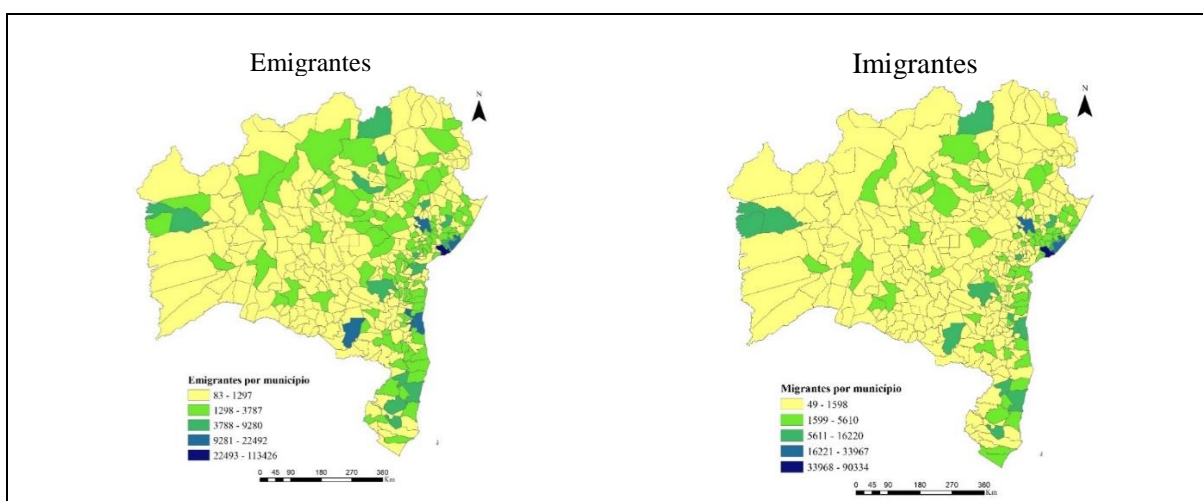 Emigrantes
N
Emigrantes por município
83 - 1297
1298 - 3787
3788 - 9280
9281 - 22492
22493 - 113426
0 45 90 180 270 360
Km
Imigrantes
N
Migrantes por município
49 - 1598
1599 - 5610
5611 - 16220
16221 - 33967
33968 - 90334
0 45 90 180 270 360
Km